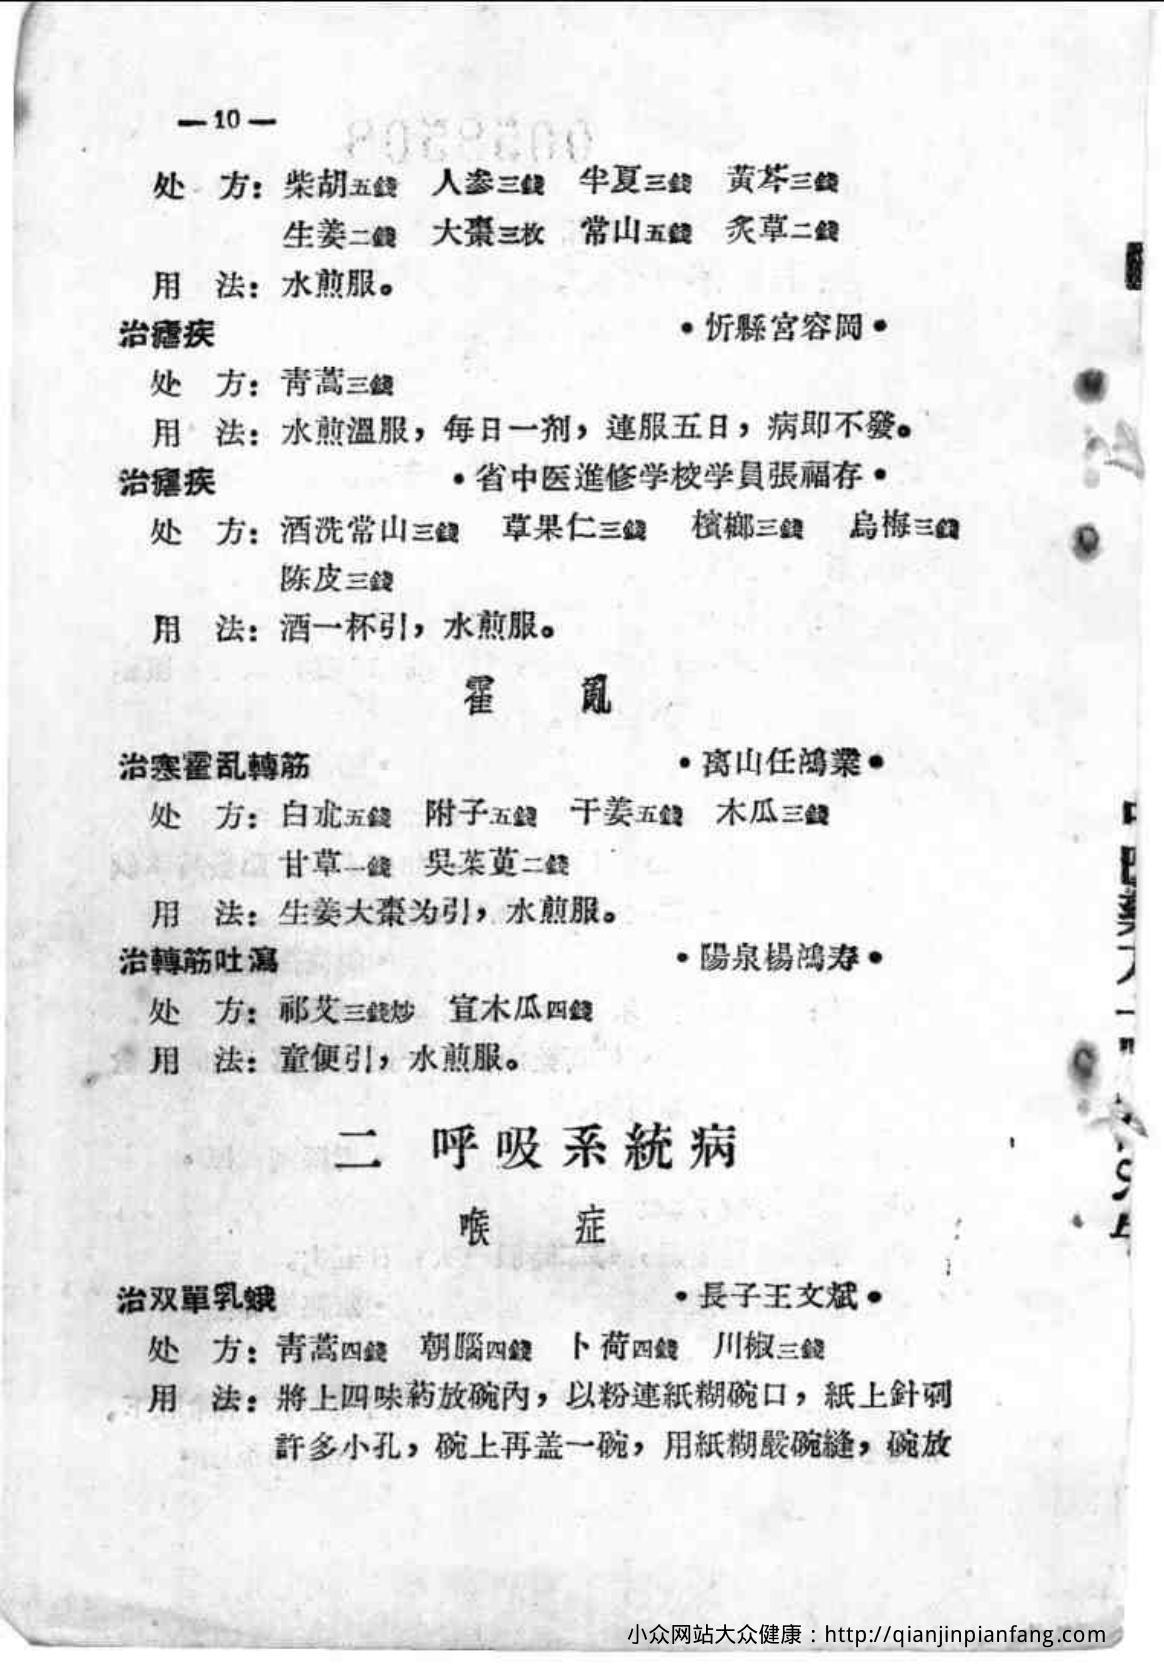 — 10 —
处 方：柴胡五錢 人参三錢 半夏三錢 黃芩三錢
生姜二錢 大棗三枚 常山五錢 炙草二錢
用 法：水煎服。
治瘧疾 •忻縣宮容岡•
处 方：靑蒿三錢
用 法：水煎溫服，每日一剂，連服五日，病卽不發。
治瘧疾 •省中医進修学校学員張福存•
处 方：酒洗常山三錢 草果仁三錢 檳榔三錢 烏梅三錢
陈皮三錢
用 法：酒一杯引，水煎服。
霍 亂
治寒霍乱轉筋 •离山任鴻業•
处 方：白朮五錢 附子五錢 干姜五錢 木瓜三錢
甘草一錢 吳茱萸二錢
用 法：生姜大棗为引，水煎服。
治轉筋吐瀉 •陽泉楊鴻寿•
处 方：祁艾三錢炒 宣木瓜四錢
用 法：童便引，水煎服。
二 呼吸系統病
喉 症
治双單乳蛾 •長子王文斌•
处 方：靑蒿四錢 朝腦四錢 卜荷四錢 川椒三錢
用 法：將上四味葯放碗內，以粉連紙糊碗口，紙上針刺
許多小孔，碗上再盖一碗，用紙糊嚴碗縫，碗放
小众网站大众健康：http://qianjinpianfang.com